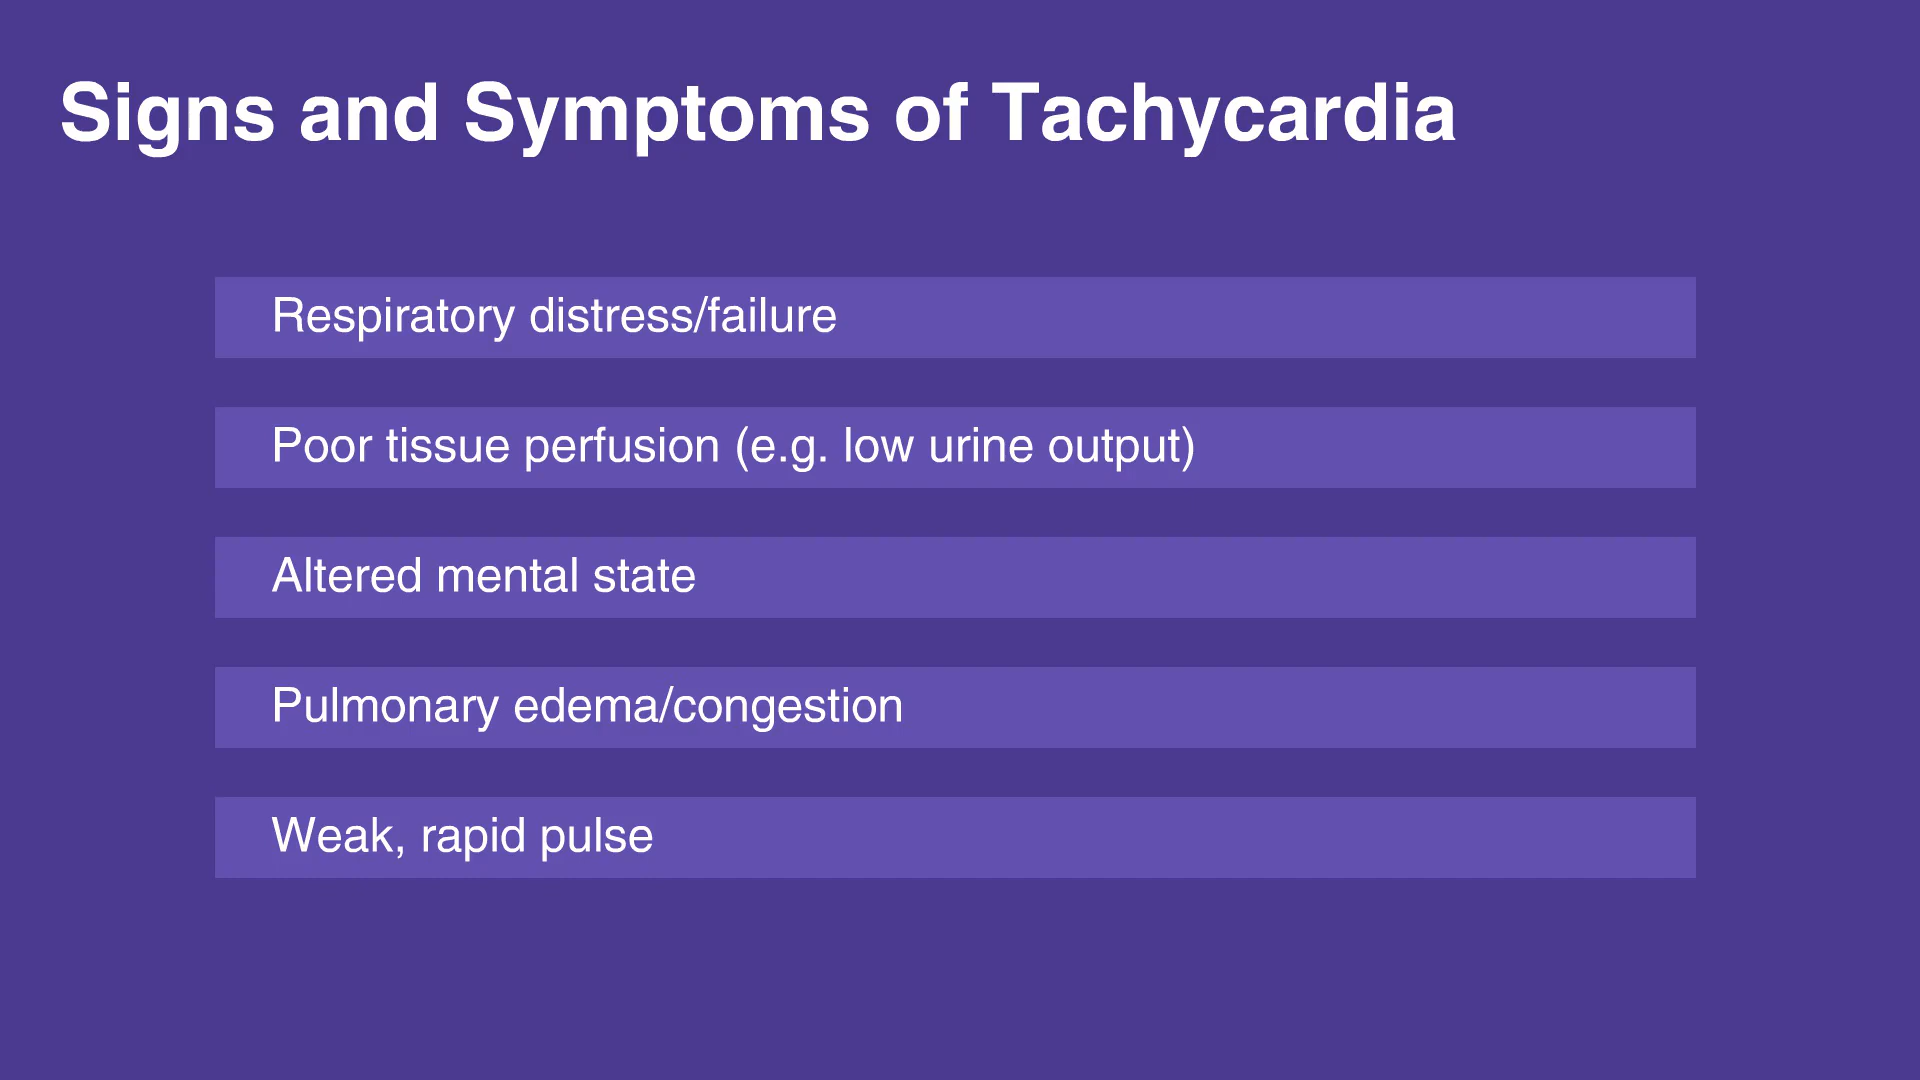 Signs and Symptoms of Tachycardia
Respiratory distress/failure
Poor tissue perfusion (e.g. low urine output)
Altered mental state
Pulmonary edema/congestion
Weak, rapid pulse